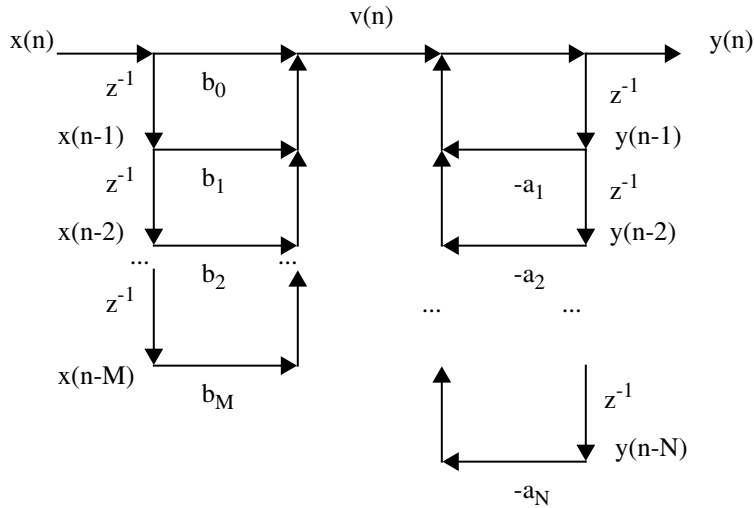 v(n)
x(n) y(n)
z⁻¹ b₀ z⁻¹
x(n-1) y(n-1)
z⁻¹ b₁ -a₁ z⁻¹
x(n-2) y(n-2)
... b₂ ... -a₂
z⁻¹ ... ...
x(n-M)
b_M z⁻¹
y(n-N)
-a_N